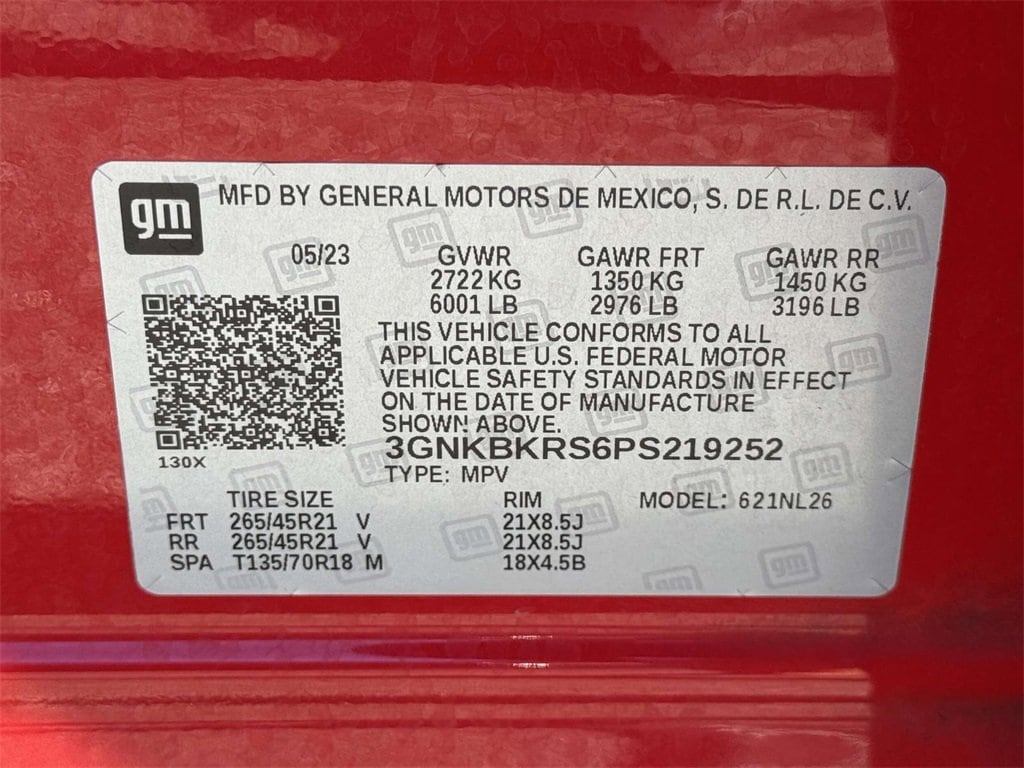 gm MFD BY GENERAL MOTORS DE MEXICO, S. DE R.L. DE C.V.
05/23 GVWR GAWR FRT GAWR RR
2722 KG 1350 KG 1450 KG
6001 LB 2976 LB 3196 LB
THIS VEHICLE CONFORMS TO ALL
APPLICABLE U.S. FEDERAL MOTOR
VEHICLE SAFETY STANDARDS IN EFFECT
ON THE DATE OF MANUFACTURE
SHOWN ABOVE.
3GNKBKRS6PS219252
130X
TYPE: MPV
TIRE SIZE RIM MODEL: 621NL26
FRT 265/45R21 V 21X8.5J
RR 265/45R21 V 21X8.5J
SPA T135/70R18 M 18X4.5B